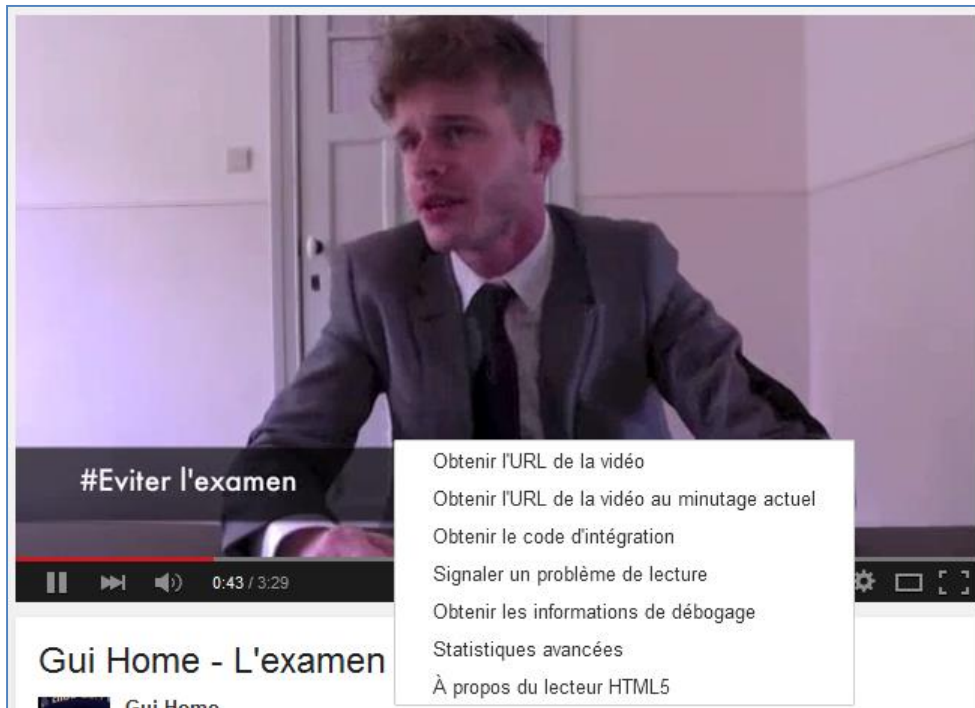 #Eviter l'examen
Obtenir l'URL de la vidéo
Obtenir l'URL de la vidéo au minutage actuel
Obtenir le code d'intégration
Signaler un problème de lecture
Obtenir les informations de débogage
Statistiques avancées
À propos du lecteur HTML5
0:43 / 3:29
Gui Home - L'examen
Gui Home